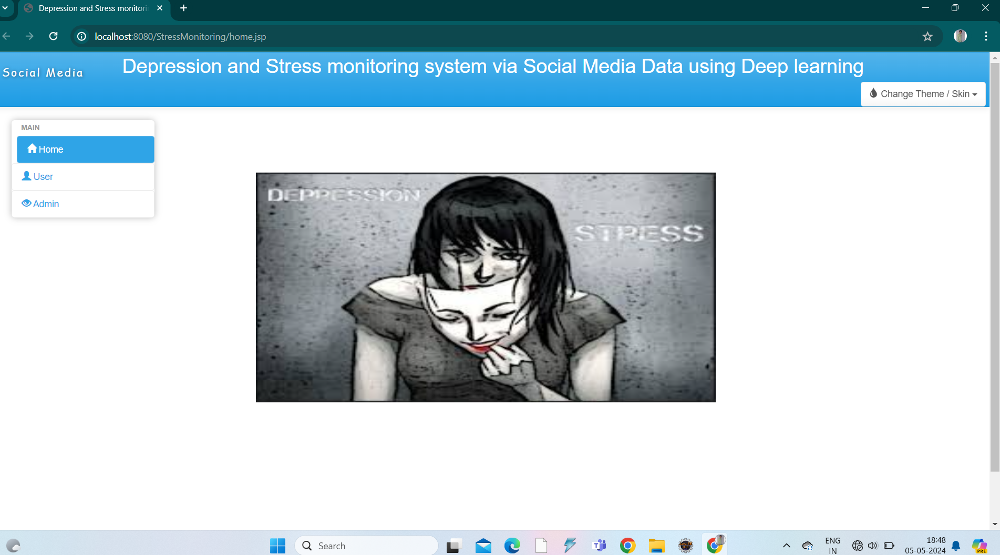 Depression and Stress monitori
localhost:8080/StressMonitoring/home.jsp
Social Media
Depression and Stress monitoring system via Social Media Data using Deep learning
Change Theme / Skin
MAIN
Home
User
Admin
DEPRESSION
STRESS
Search
ENG
IN
18:48
05-05-2024
PRE